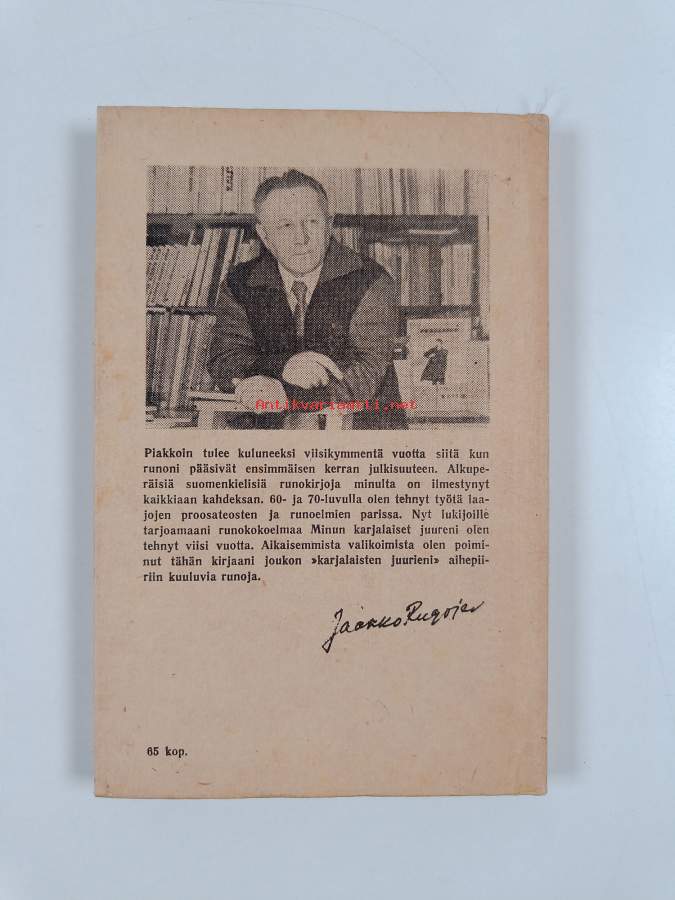 Antikvariaatti.net
Piakkoin tulee kuluneeksi viisikymmentä vuotta siitä kun
runoni pääsivät ensimmäisen kerran julkisuuteen. Alkupe-
räisiä suomenkielisiä runokirjoja minulta on ilmestynyt
kaikkiaan kahdeksan. 60- ja 70-luvulla olen tehnyt työtä laa-
jojen proosateosten ja runoelmien parissa. Nyt lukijoille
tarjoamaani runokokoelmaa Minun karjalaiset juureni olen
tehnyt viisi vuotta. Aikaisemmista valikoimista olen poimi-
nut tähän kirjaani joukon »karjalaisten juurieni» aihepii-
riin kuuluvia runoja.
Jaakko Rugojev
65 kop.